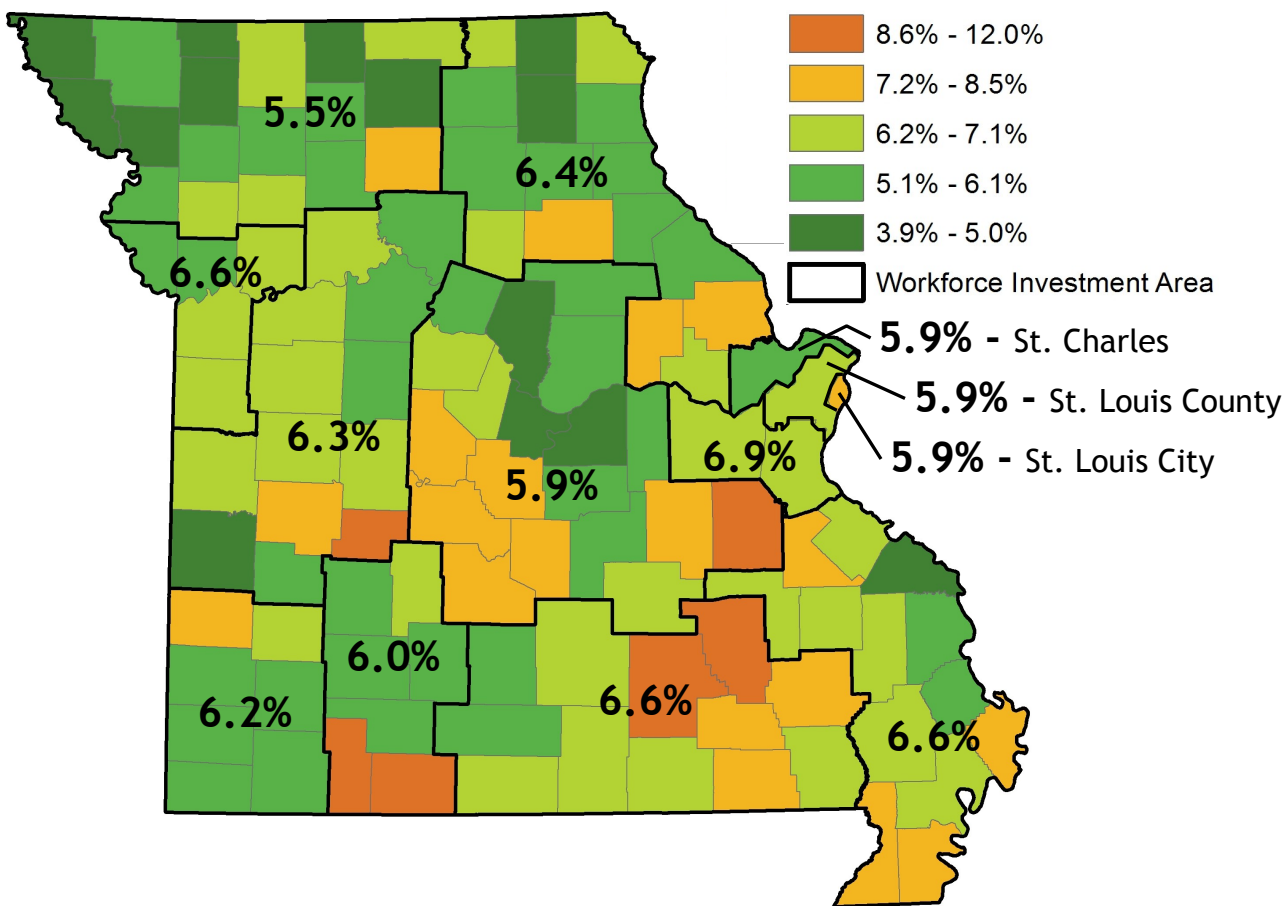 8.6% - 12.0%
7.2% - 8.5%
6.2% - 7.1%
5.1% - 6.1%
3.9% - 5.0%
Workforce Investment Area
5.9% - St. Charles
5.9% - St. Louis County
5.9% - St. Louis City
5.5%
6.4%
6.6%
6.3%
6.9%
5.9%
6.0%
6.2%
6.6%
6.6%